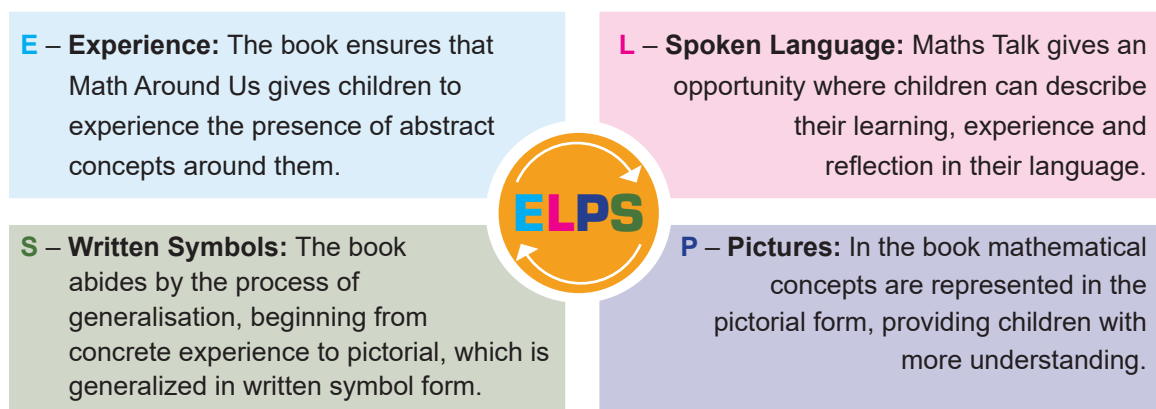 E – Experience: The book ensures that
Math Around Us gives children to
experience the presence of abstract
concepts around them.
L – Spoken Language: Maths Talk gives an
opportunity where children can describe
their learning, experience and
reflection in their language.
ELPS
S – Written Symbols: The book
abides by the process of
generalisation, beginning from
concrete experience to pictorial, which is
generalized in written symbol form.
P – Pictures: In the book mathematical
concepts are represented in the
pictorial form, providing children with
more understanding.